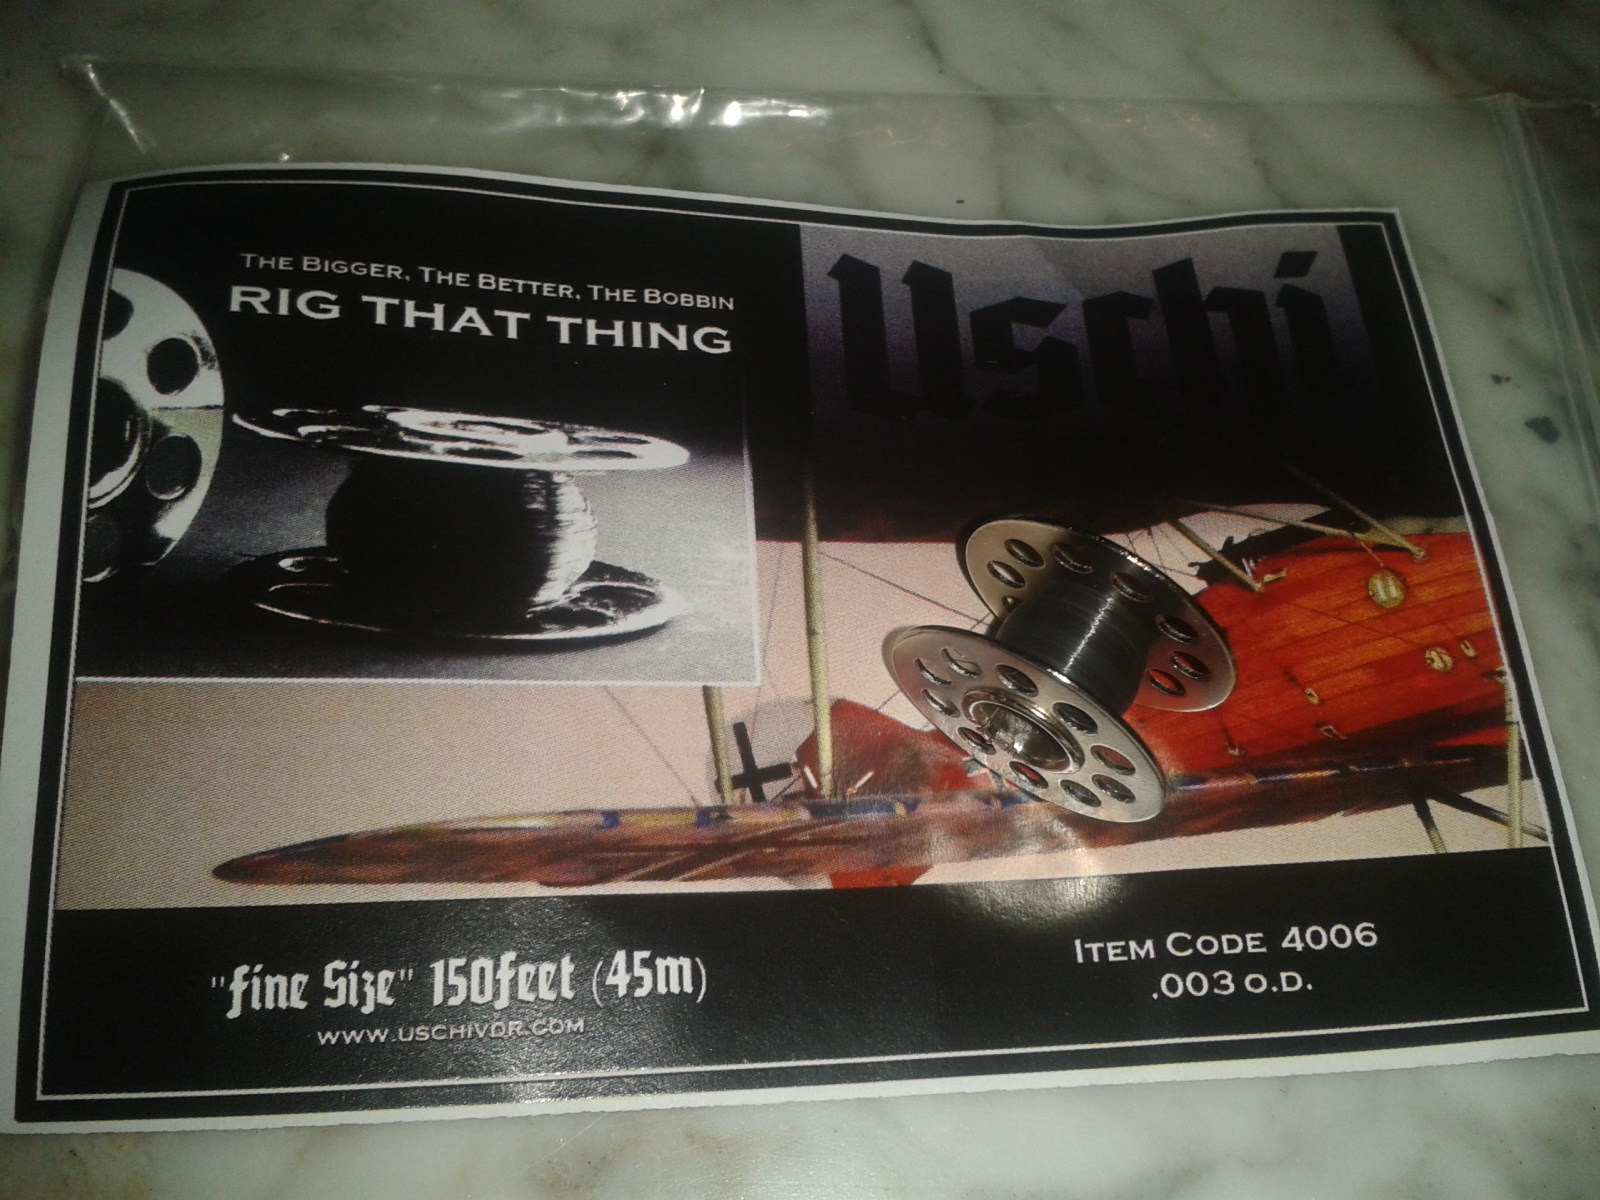 The Bigger, The Better, The Bobbin
RIG THAT THING
Uschi
"fine Size" 150feet (45m)
www.uschivdr.com
Item Code 4006
.003 O.D.